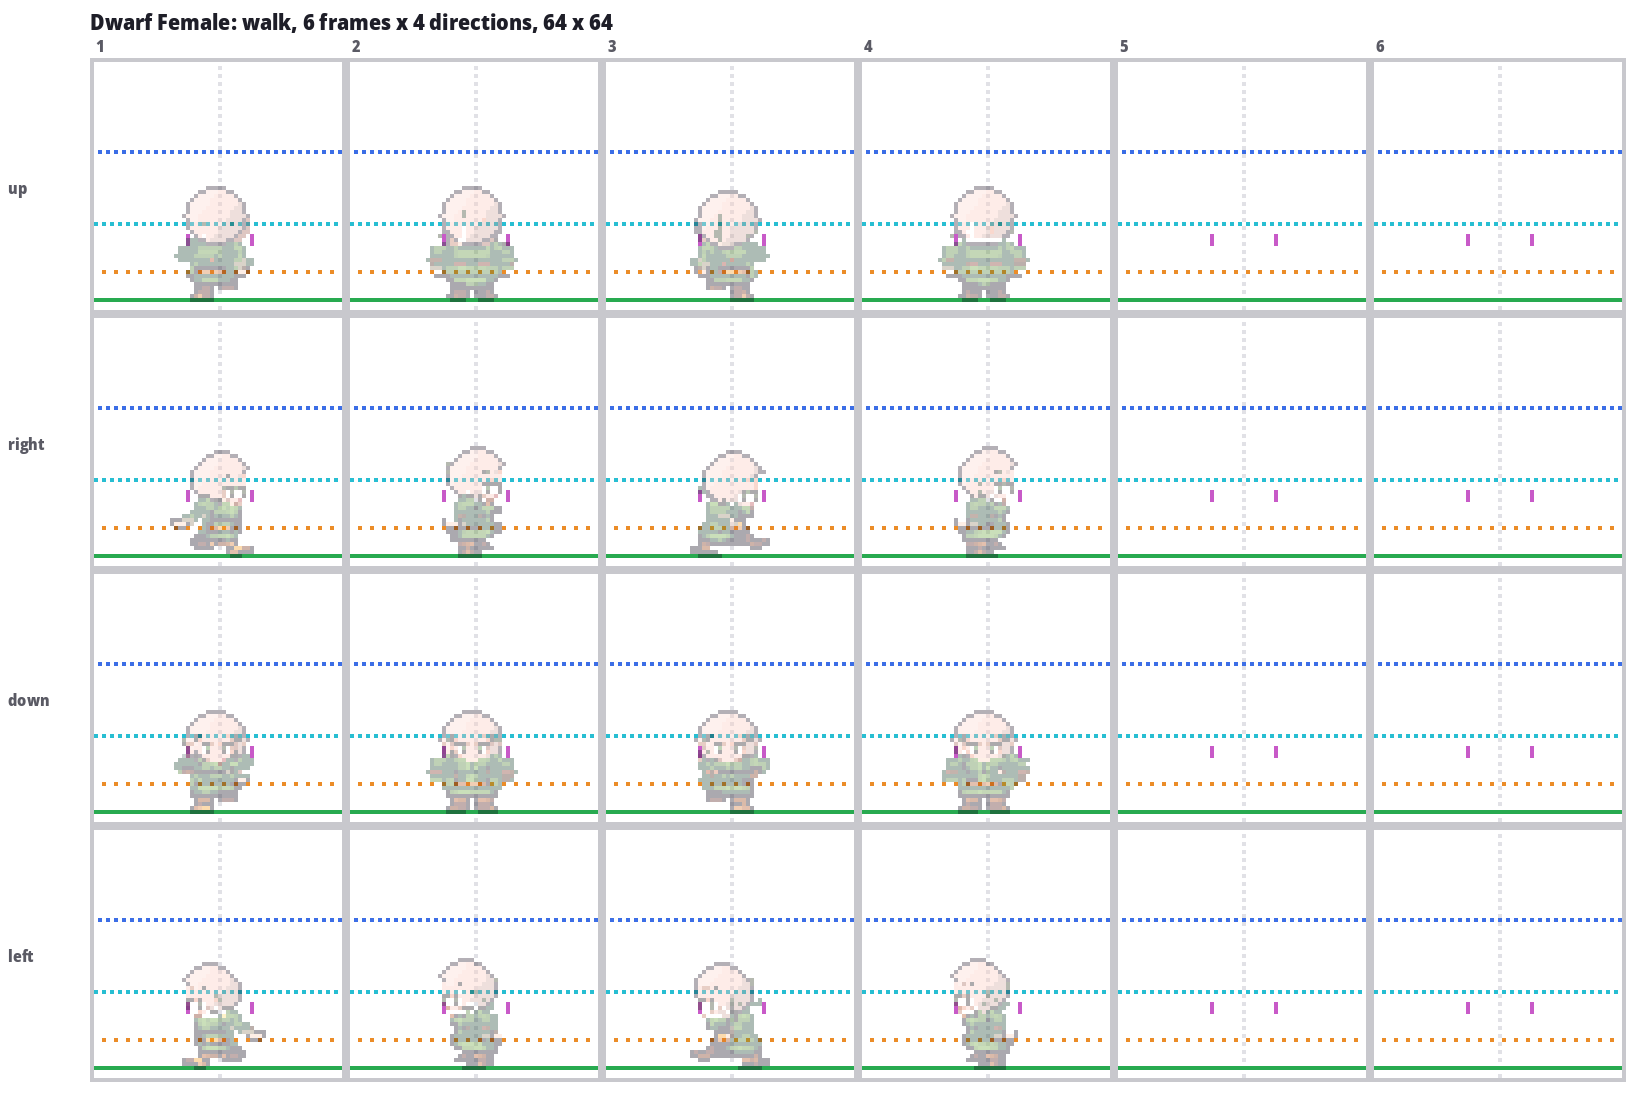 Dwarf Female: walk, 6 frames x 4 directions, 64 x 64
1 2 3 4 5 6
up
right
down
left